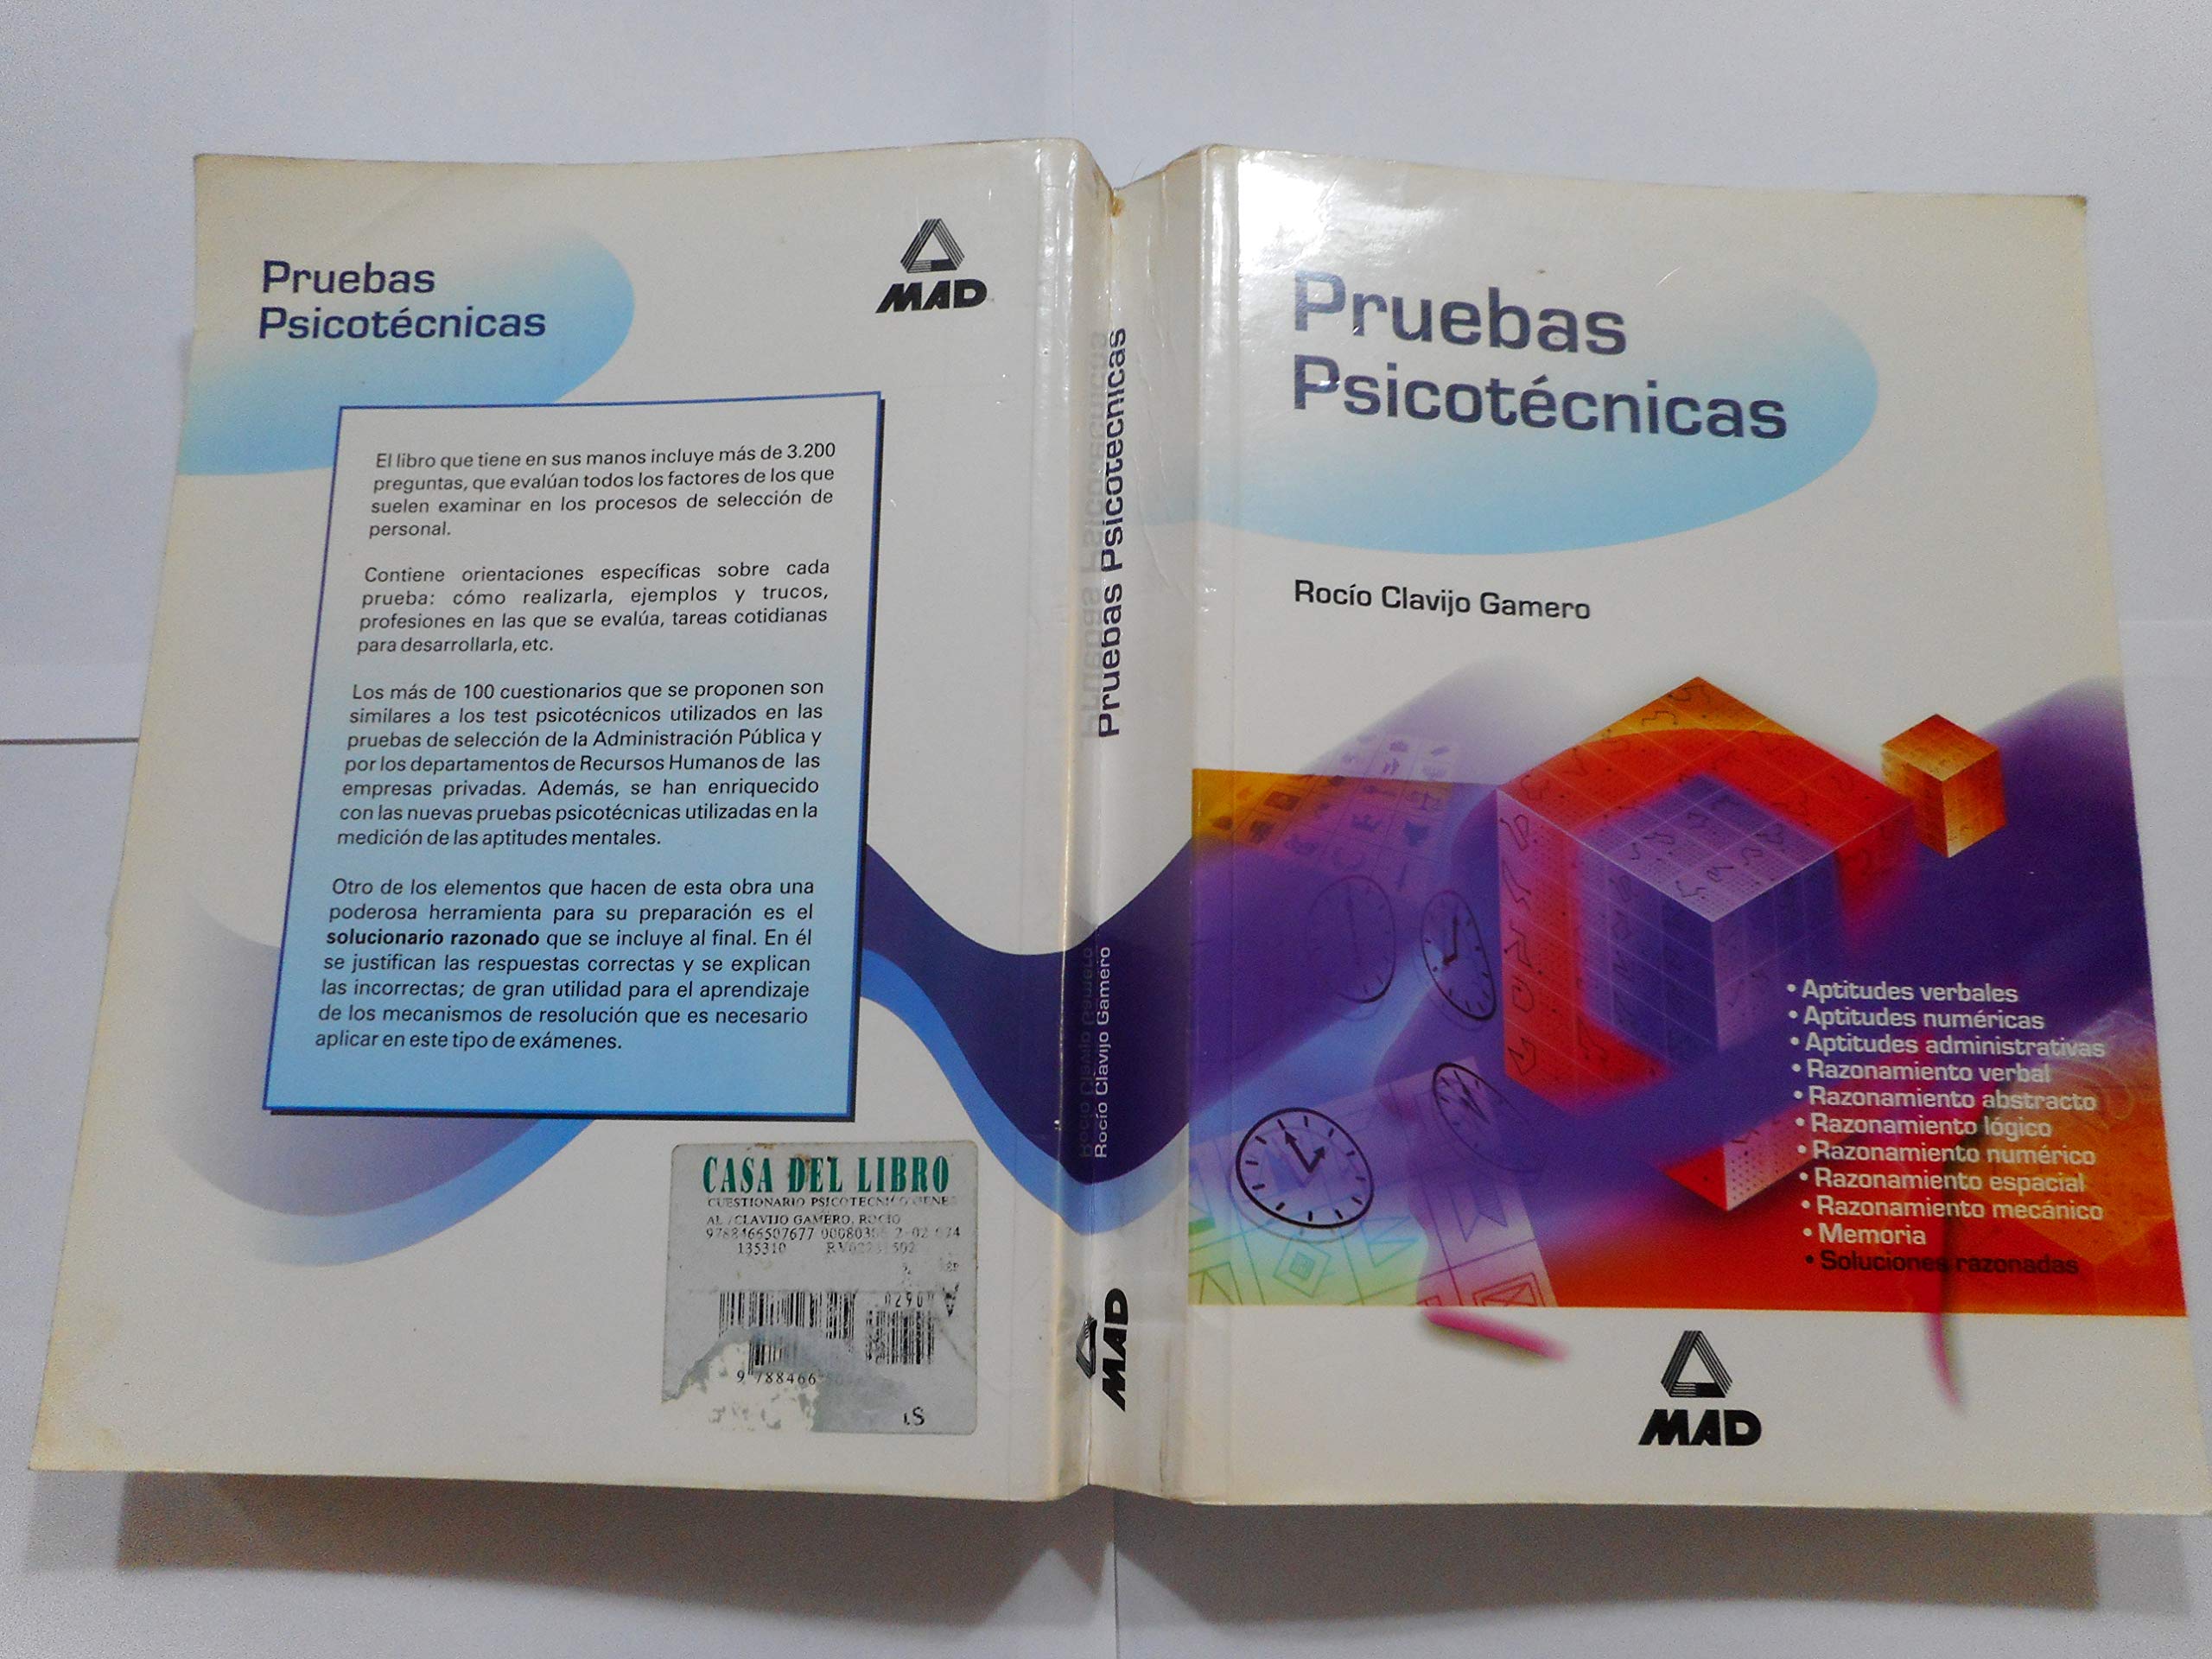 Pruebas
Psicotécnicas
MAD
El libro que tiene en sus manos incluye más de 3.200
preguntas, que evalúan todos los factores de los que
suelen examinar en los procesos de selección de
personal.
Contiene orientaciones específicas sobre cada
prueba: cómo realizarla, ejemplos y trucos,
profesiones en las que se evalúa, tareas cotidianas
para desarrollarla, etc.
Los más de 100 cuestionarios que se proponen son
similares a los test psicotécnicos utilizados en las
pruebas de selección de la Administración Pública y
por los departamentos de Recursos Humanos de las
empresas privadas. Además, se han enriquecido
con las nuevas pruebas psicotécnicas utilizadas en la
medición de las aptitudes mentales.
Otro de los elementos que hacen de esta obra una
poderosa herramienta para su preparación es el
solucionario razonado que se incluye al final. En él
se justifican las respuestas correctas y se explican
las incorrectas; de gran utilidad para el aprendizaje
de los mecanismos de resolución que es necesario
aplicar en este tipo de exámenes.
CASA DEL LIBRO
CUESTIONARIO PSICOTECNICO GENE
AL /CLAVIJO GAMERO, ROCIO
9788466507677
135310
0290
9 788466
Pruebas Psicotécnicas
Rocío Clavijo Gamero
MAD
Pruebas
Psicotécnicas
Rocío Clavijo Gamero
• Aptitudes verbales
• Aptitudes numéricas
• Aptitudes administrativas
• Razonamiento verbal
• Razonamiento abstracto
• Razonamiento lógico
• Razonamiento numérico
• Razonamiento espacial
• Razonamiento mecánico
• Memoria
• Soluciones razonadas
MAD